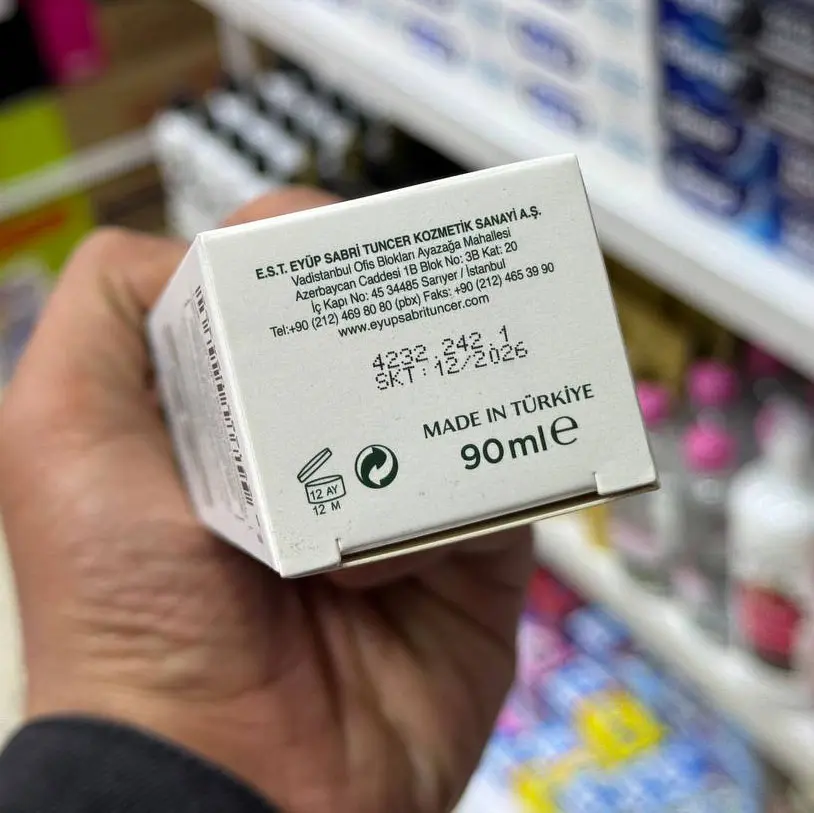 E.S.T. EYÜP SABRİ TUNCER KOZMETİK SANAYİ A.Ş.
Vadistanbul Ofis Blokları Ayazağa Mahallesi
Azerbaycan Caddesi 1B Blok No: 3B Kat: 20
İç Kapı No: 45 34485 Sarıyer / İstanbul
Tel:+90 (212) 469 80 80 (pbx) Faks: +90 (212) 465 39 90
www.eyupsabrituncer.com
4232 242 1
SKT: 12/2026
MADE IN TÜRKİYE
90 ml e
12 AY
12 M